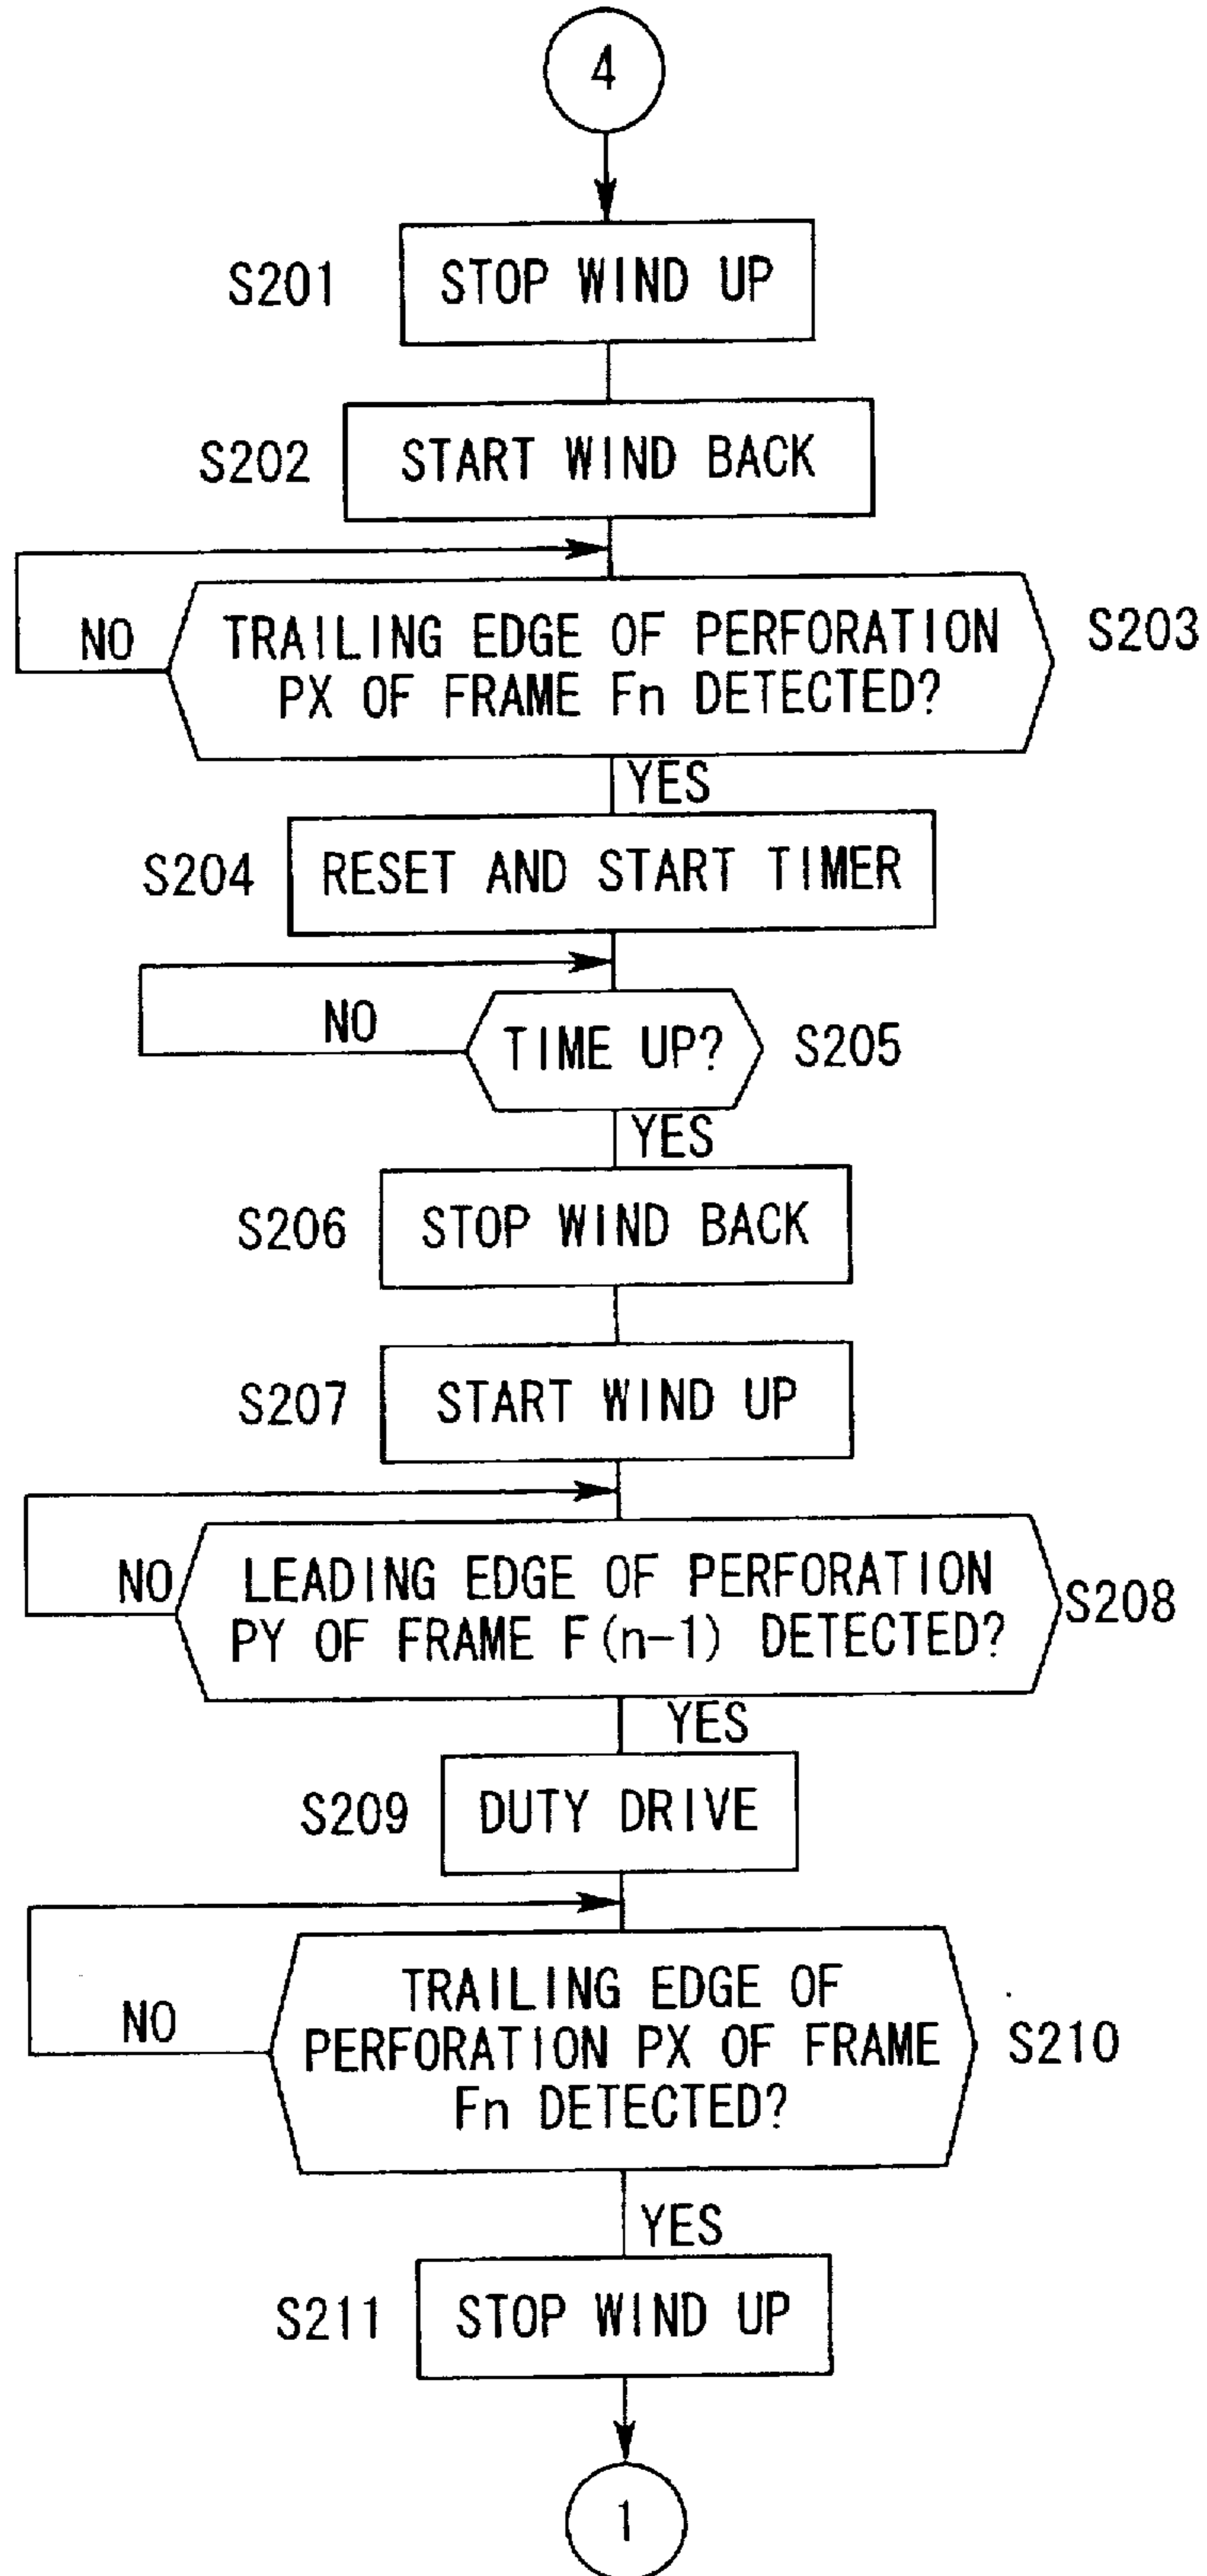 4
S201
STOP WIND UP
S202
START WIND BACK
NO
TRAILING EDGE OF PERFORATION
PX OF FRAME Fn DETECTED?
S203
YES
S204
RESET AND START TIMER
NO
TIME UP?
S205
YES
S206
STOP WIND BACK
S207
START WIND UP
NO
LEADING EDGE OF PERFORATION
PY OF FRAME F(n-1) DETECTED?
S208
YES
S209
DUTY DRIVE
NO
TRAILING EDGE OF
PERFORATION PX OF FRAME
Fn DETECTED?
S210
YES
S211
STOP WIND UP
1